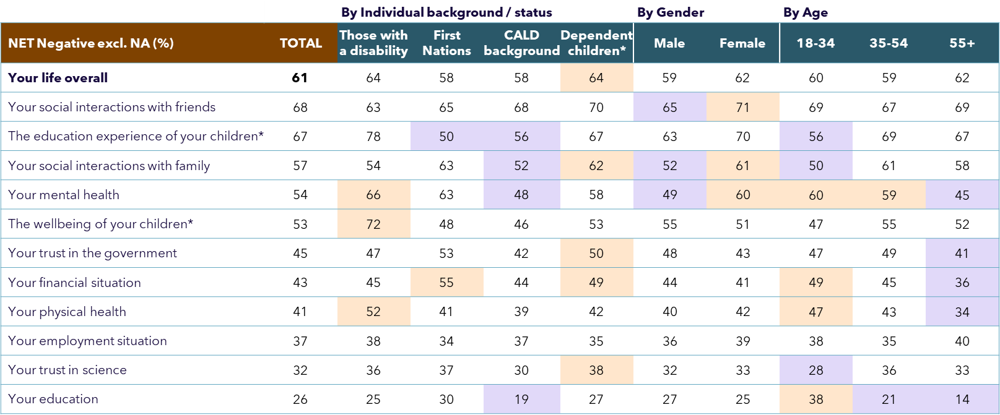 By Individual background / status By Gender By Age
NET Negative excl. NA (%) TOTAL Those with a disability First Nations CALD background Dependent children* Male Female 18-34 35-54 55+
Your life overall 61 64 58 58 64 59 62 60 59 62
Your social interactions with friends 68 63 65 68 70 65 71 69 67 69
The education experience of your children* 67 78 50 56 67 63 70 56 69 67
Your social interactions with family 57 54 63 52 62 52 61 50 61 58
Your mental health 54 66 63 48 58 49 60 60 59 45
The wellbeing of your children* 53 72 48 46 53 55 51 47 55 52
Your trust in the government 45 47 53 42 50 48 43 47 49 41
Your financial situation 43 45 55 44 49 44 41 49 45 36
Your physical health 41 52 41 39 42 40 42 47 43 34
Your employment situation 37 38 34 37 35 36 39 38 35 40
Your trust in science 32 36 37 30 38 32 33 28 36 33
Your education 26 25 30 19 27 27 25 38 21 14